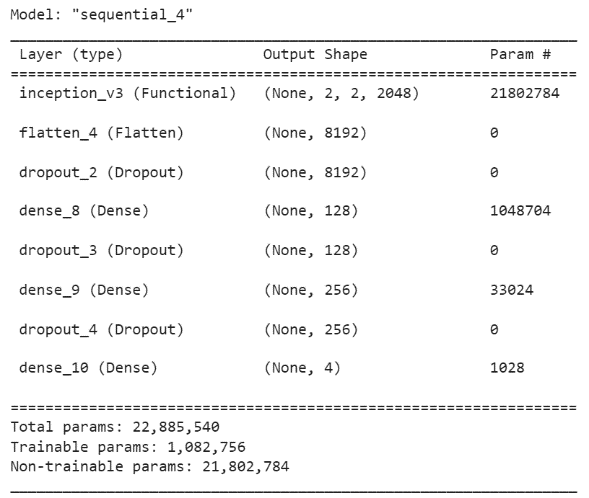 Model: "sequential_4"
Layer (type) Output Shape Param #
inception_v3 (Functional) (None, 2, 2, 2048) 21802784
flatten_4 (Flatten) (None, 8192) 0
dropout_2 (Dropout) (None, 8192) 0
dense_8 (Dense) (None, 128) 1048704
dropout_3 (Dropout) (None, 128) 0
dense_9 (Dense) (None, 256) 33024
dropout_4 (Dropout) (None, 256) 0
dense_10 (Dense) (None, 4) 1028
Total params: 22,885,540
Trainable params: 1,082,756
Non-trainable params: 21,802,784